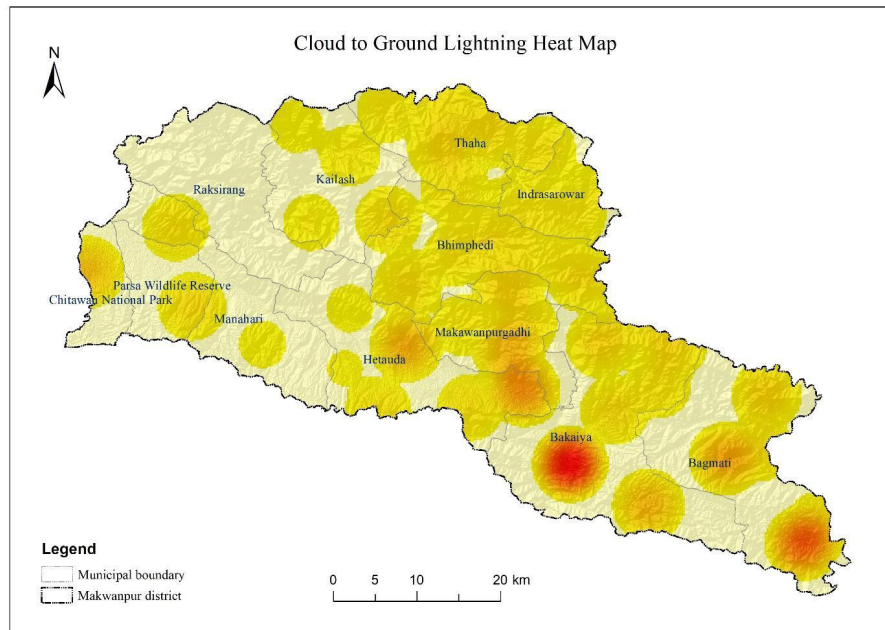 Cloud to Ground Lightning Heat Map
N
Thaha
Kailash
Raksirang
Indrasarowar
Bhimphedi
Parsa Wildlife Reserve
Chitawan National Park
Manahari
Makawanpurgadhi
Hetauda
Bakaiya
Bagmati
Legend
Municipal boundary
Makwanpur district
0 5 10 20 km